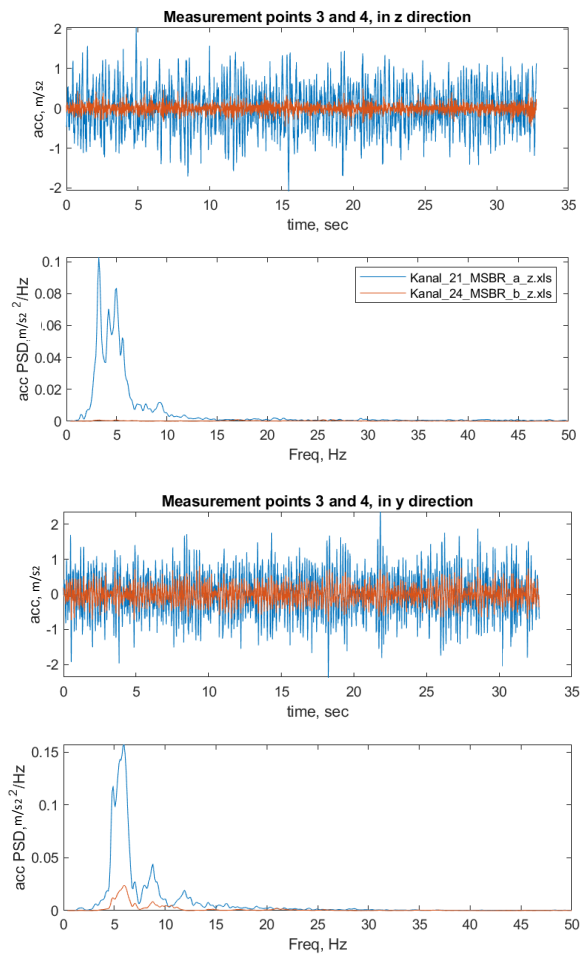 Measurement points 3 and 4, in z direction
2
1
0
-1
-2
acc, m/s2
0 5 10 15 20 25 30 35
time, sec
0.1
0.08
0.06
0.04
0.02
0
acc PSD,m/s2 2/Hz
Kanal_21_MSBR_a_z.xls
Kanal_24_MSBR_b_z.xls
0 5 10 15 20 25 30 35 40 45 50
Freq, Hz
Measurement points 3 and 4, in y direction
2
1
0
-1
-2
acc, m/s2
0 5 10 15 20 25 30 35
time, sec
0.15
0.1
0.05
0
acc PSD,m/s2 2/Hz
0 5 10 15 20 25 30 35 40 45 50
Freq, Hz